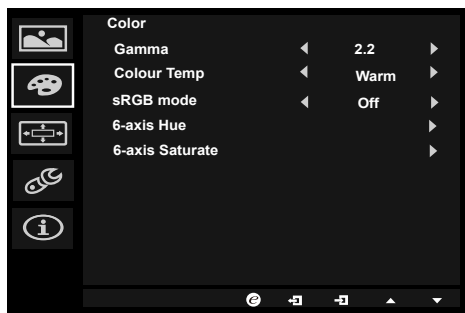 Color
Gamma 2.2
Colour Temp Warm
sRGB mode Off
6-axis Hue
6-axis Saturate